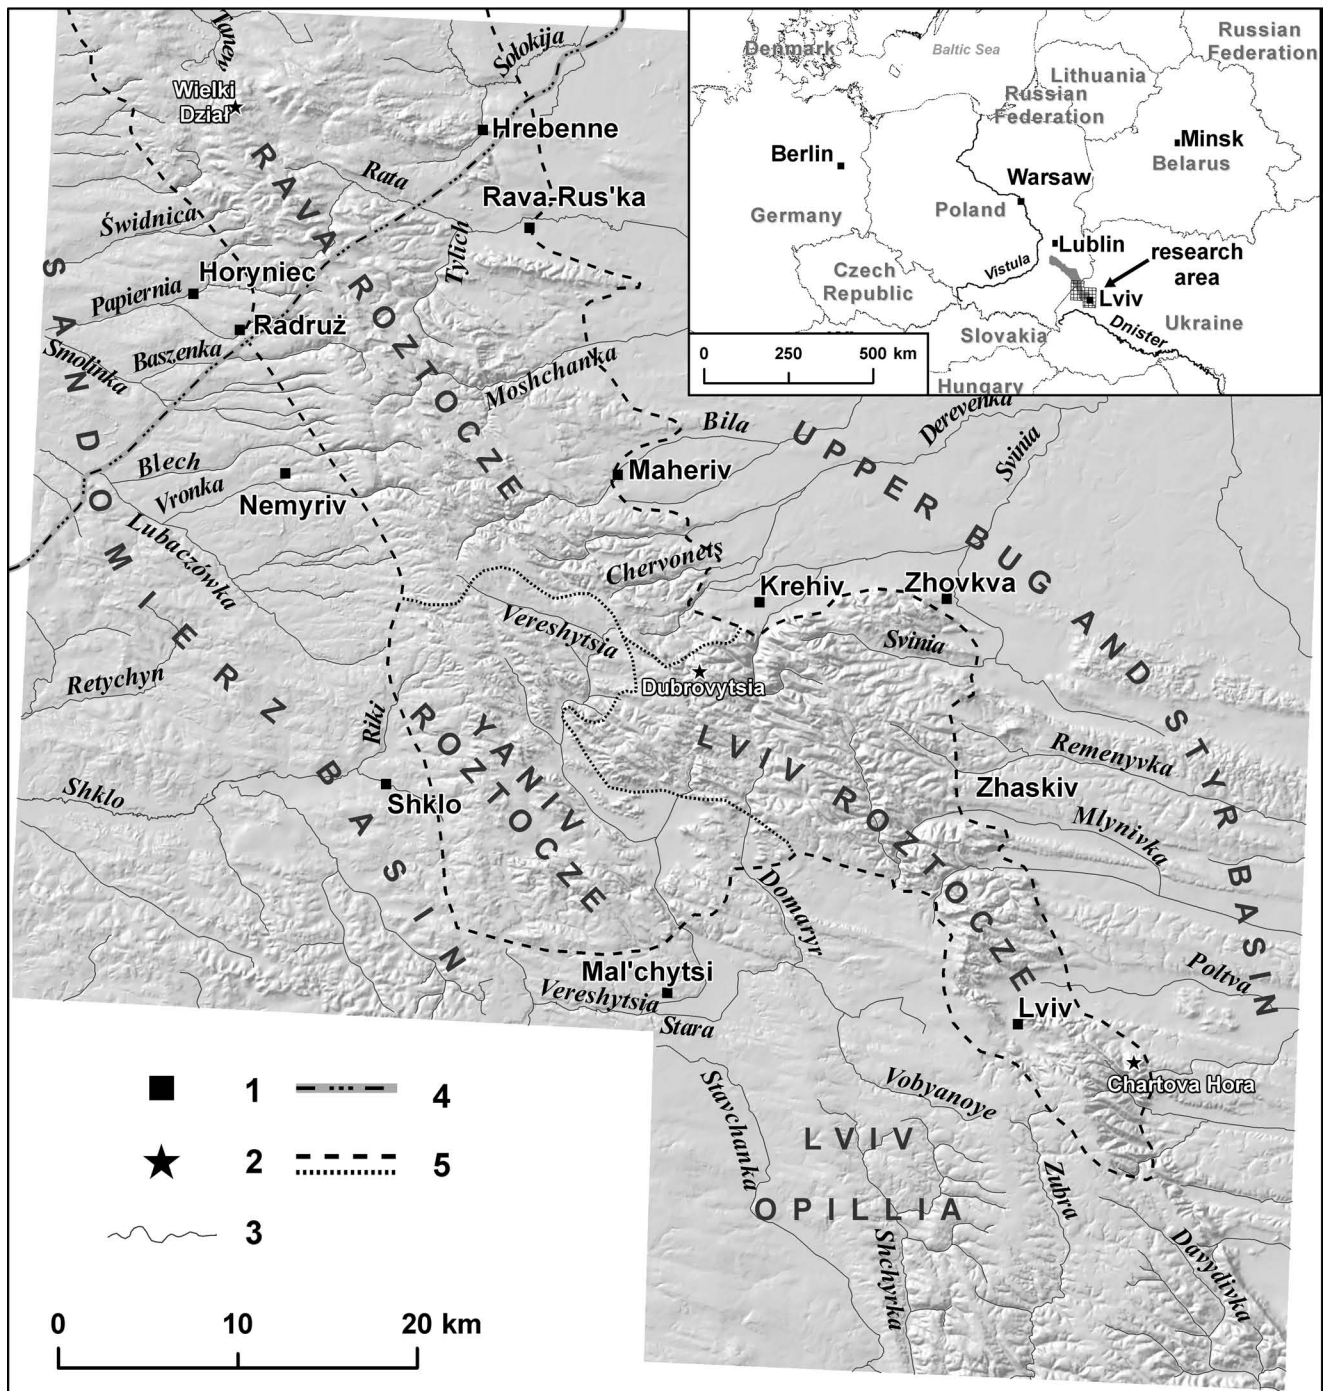 Tanew
Sołokija
Wielki
Dział
Hrebenne
Rata
Rava-Rus'ka
Świdnica
Tylich
Horyniec
Papiernia
Radruż
Baszenka
Smolinka
Moshchanka
RAVA ROZTOCZE
SANDOMIERZ BASIN
Blech
Vronka
Nemyriv
Lubaczówka
Bila
Maheriv
Derevenka
Svinia
UPPER BUG AND STYR BASIN
Chervonets
Krehiv
Zhovkva
Vereshytsia
Svinia
Dubrovytsia
Retychyn
Riki
YANIV
ROZTOCZE
LVIV ROZTOCZE
Remenyvka
Zhaskiv
Mlynivka
Shklo
Shklo
Domaryr
Mal'chytsi
Vereshytsia
Stara
Poltva
Lviv
Chartova Hora
Vobyanoye
Stavchanka
LVIV
OPILLIA
Zubra
Shchyrka
Davydivka
1
4
2
5
3
0
10
20 km
Denmark
Baltic Sea
Russian
Federation
Lithuania
Russian
Federation
Minsk
Belarus
Berlin
Warsaw
Germany
Poland
Lublin
research
area
Vistula
Czech
Republic
Lviv
Slovakia
Dnister
Ukraine
Hungary
0
250
500 km